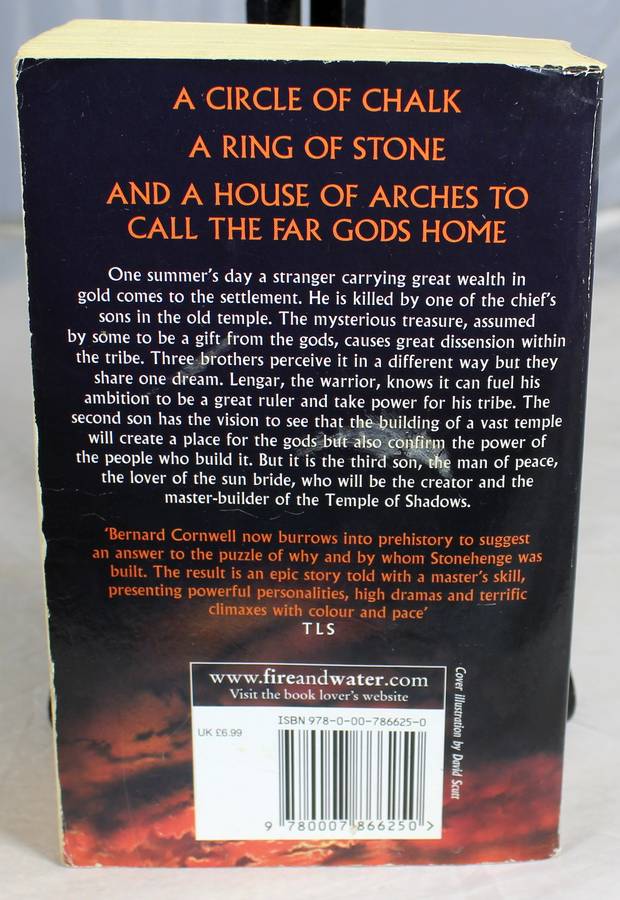 A CIRCLE OF CHALK
A RING OF STONE
AND A HOUSE OF ARCHES TO
CALL THE FAR GODS HOME
One summer's day a stranger carrying great wealth in
gold comes to the settlement. He is killed by one of the chief's
sons in the old temple. The mysterious treasure, assumed
by some to be a gift from the gods, causes great dissension within
the tribe. Three brothers perceive it in a different way but they
share one dream. Lengar, the warrior, knows it can fuel his
ambition to be a great ruler and take power for his tribe. The
second son has the vision to see that the building of a vast temple
will create a place for the gods but also confirm the power of
the people who build it. But it is the third son, the man of peace,
the lover of the sun bride, who will be the creator and the
master-builder of the Temple of Shadows.
'Bernard Cornwell now burrows into prehistory to suggest
an answer to the puzzle of why and by whom Stonehenge was
built. The result is an epic story told with a master's skill,
presenting powerful personalities, high dramas and terrific
climaxes with colour and pace'
TLS
www.fireandwater.com
Visit the book lover's website
ISBN 978-0-00-786625-0
UK £6.99
9 780007 866250 >
Cover illustration by David Scutt